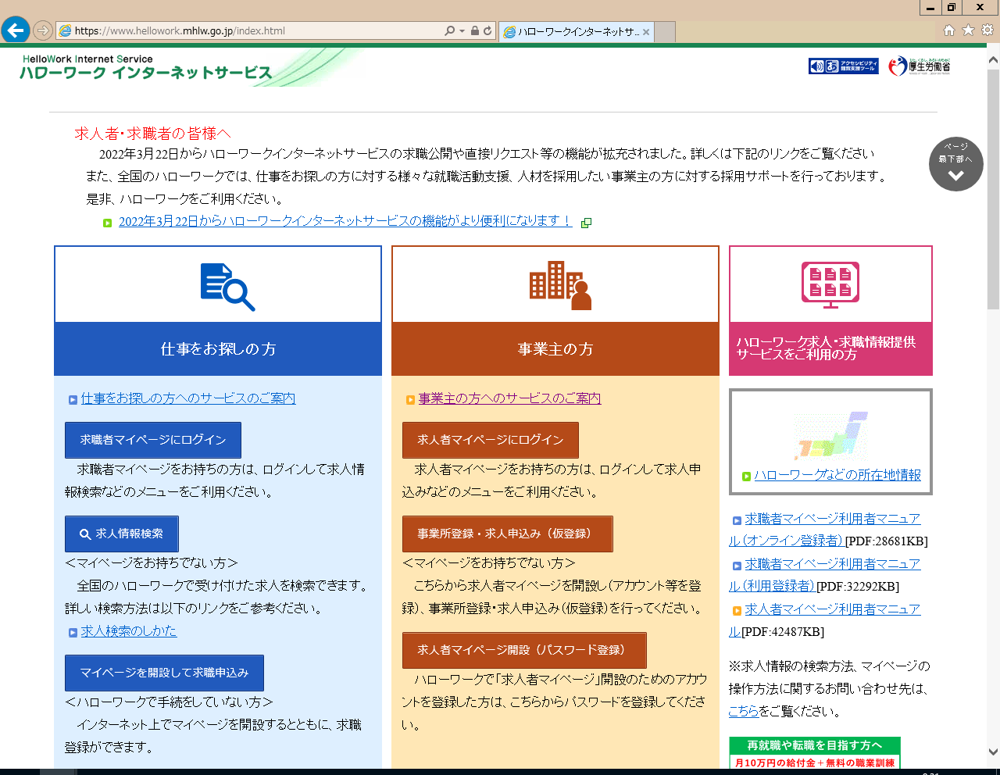 https://www.hellowork.mhlw.go.jp/index.html
ハローワークインターネットサ...
HelloWork Internet Service
ハローワーク インターネットサービス
アクセシビリティ
閲覧支援ツール
ひと、くらし、みらいのために
厚生労働省
求人者・求職者の皆様へ
2022年3月22日からハローワークインターネットサービスの求職公開や直接リクエスト等の機能が拡充されました。詳しくは下記のリンクをご覧ください
また、全国のハローワークでは、仕事をお探しの方に対する様々な就職活動支援、人材を採用したい事業主の方に対する採用サポートを行っております。
是非、ハローワークをご利用ください。
2022年3月22日からハローワークインターネットサービスの機能がより便利になります！
ページ
最下部へ
仕事をお探しの方
仕事をお探しの方へのサービスのご案内
求職者マイページにログイン
求職者マイページをお持ちの方は、ログインして求人情
報検索などのメニューをご利用ください。
求人情報検索
＜マイページをお持ちでない方＞
全国のハローワークで受け付けた求人を検索できます。
詳しい検索方法は以下のリンクをご参考ください。
求人検索のしかた
マイページを開設して求職申込み
＜ハローワークで手続をしていない方＞
インターネット上でマイページを開設するとともに、求職
登録ができます。
事業主の方
事業主の方へのサービスのご案内
求人者マイページにログイン
求人者マイページをお持ちの方は、ログインして求人申
込みなどのメニューをご利用ください。
事業所登録・求人申込み（仮登録）
＜マイページをお持ちでない方＞
こちらから求人者マイページを開設し（アカウント等を登
録）、事業所登録・求人申込み（仮登録）を行ってください。
求人者マイページ開設（パスワード登録）
ハローワークで「求人者マイページ」開設のためのアカウ
ントを登録した方は、こちらからパスワードを登録してくださ
い。
ハローワーク求人・求職情報提供
サービスをご利用の方
ハローワークなどの所在地情報
求職者マイページ利用者マニュア
ル（オンライン登録者）[PDF:28681KB]
求職者マイページ利用者マニュア
ル（利用登録者）[PDF:32292KB]
求人者マイページ利用者マニュア
ル[PDF:42487KB]
※求人情報の検索方法、マイページの
操作方法に関するお問い合わせ先は、
こちらをご覧ください。
再就職や転職を目指す方へ
月10万円の給付金＋無料の職業訓練